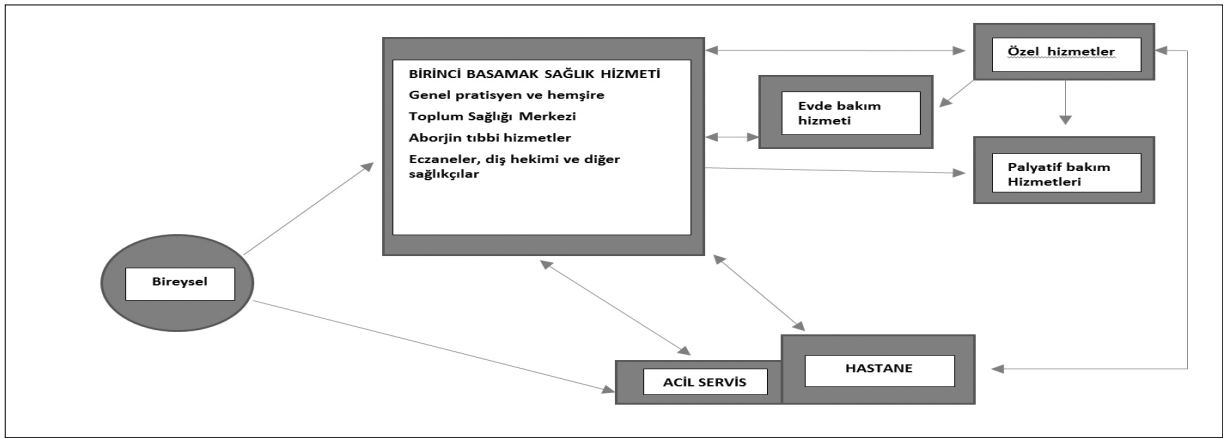 BİRİNCİ BASAMAK SAĞLIK HİZMETİ
Genel pratisyen ve hemşire
Toplum Sağlığı Merkezi
Aborjin tıbbi hizmetler
Eczaneler, diş hekimi ve diğer
sağlıkçılar
Özel hizmetler
Evde bakım
hizmeti
Palyatif bakım
Hizmetleri
Bireysel
ACİL SERVİS
HASTANE